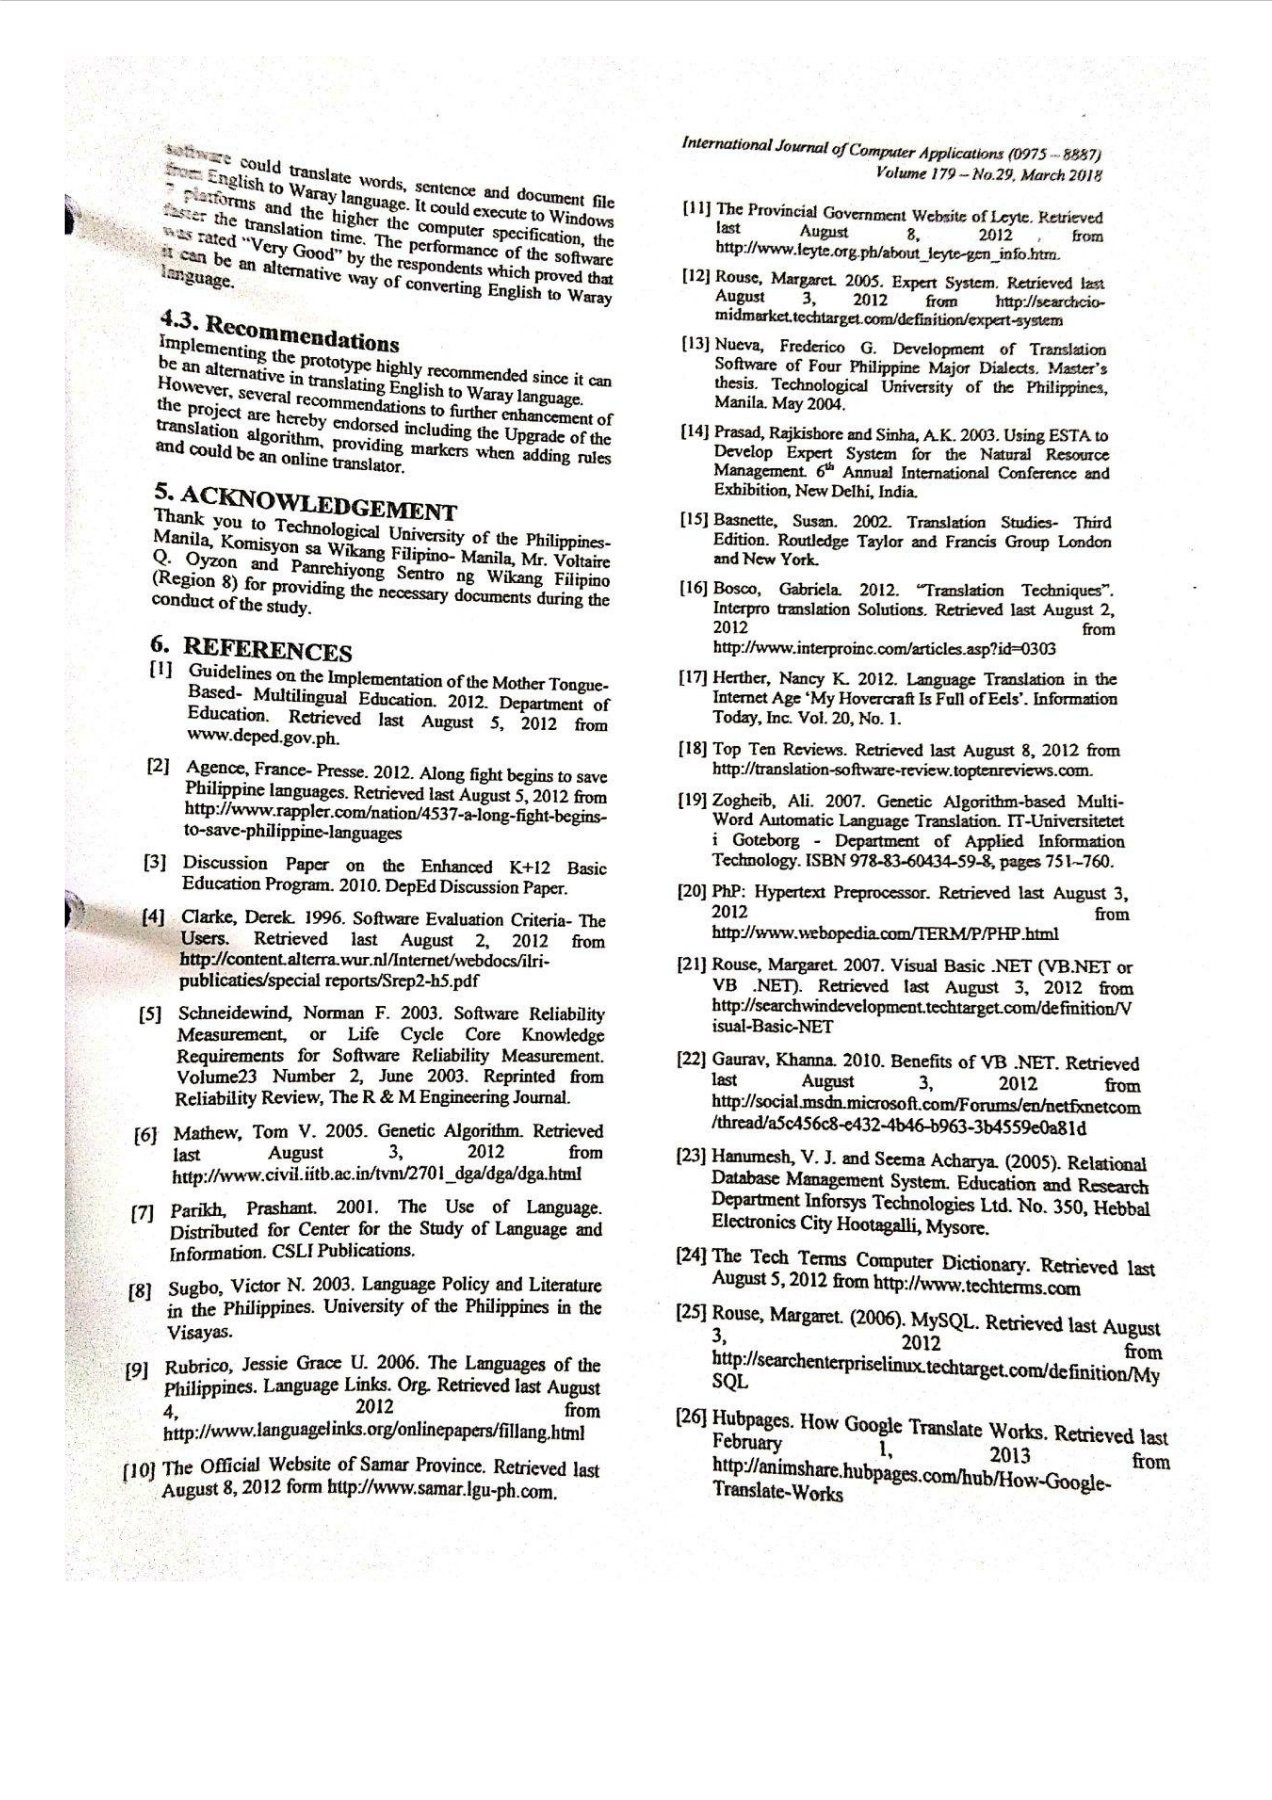 International Journal of Computer Applications (0975 – 8887)
Volume 179 – No.29, March 2018
software could translate words, sentence and document file
from English to Waray language. It could execute to Windows
7 platforms and the higher the computer specification, the
faster the translation time. The performance of the software
was rated "Very Good" by the respondents which proved that
it can be an alternative way of converting English to Waray
language.
4.3. Recommendations
Implementing the prototype highly recommended since it can
be an alternative in translating English to Waray language.
However, several recommendations to further enhancement of
the project are hereby endorsed including the Upgrade of the
translation algorithm, providing markers when adding rules
and could be an online translator.
5. ACKNOWLEDGEMENT
Thank you to Technological University of the Philippines-
Manila, Komisyon sa Wikang Filipino- Manila, Mr. Voltaire
Q. Oyzon and Panrehiyong Sentro ng Wikang Filipino
(Region 8) for providing the necessary documents during the
conduct of the study.
6. REFERENCES
[1] Guidelines on the Implementation of the Mother Tongue-
Based- Multilingual Education. 2012. Department of
Education. Retrieved last August 5, 2012 from
www.deped.gov.ph.
[2] Agence, France- Presse. 2012. Along fight begins to save
Philippine languages. Retrieved last August 5, 2012 from
http://www.rappler.com/nation/4537-a-long-fight-begins-
to-save-philippine-languages
[3] Discussion Paper on the Enhanced K+12 Basic
Education Program. 2010. DepEd Discussion Paper.
[4] Clarke, Derek. 1996. Software Evaluation Criteria- The
Users. Retrieved last August 2, 2012 from
http://content.alterra.wur.nl/Internet/webdocs/ilri-
publicaties/special reports/Srep2-h5.pdf
[5] Schneidewind, Norman F. 2003. Software Reliability
Measurement, or Life Cycle Core Knowledge
Requirements for Software Reliability Measurement.
Volume23 Number 2, June 2003. Reprinted from
Reliability Review, The R & M Engineering Journal.
[6] Mathew, Tom V. 2005. Genetic Algorithm. Retrieved
last August 3, 2012 from
http://www.civil.iitb.ac.in/tvm/2701_dga/dga/dga.html
[7] Parikh, Prashant. 2001. The Use of Language.
Distributed for Center for the Study of Language and
Information. CSLI Publications.
[8] Sugbo, Victor N. 2003. Language Policy and Literature
in the Philippines. University of the Philippines in the
Visayas.
[9] Rubrico, Jessie Grace U. 2006. The Languages of the
Philippines. Language Links. Org. Retrieved last August
4, 2012 from
http://www.languagelinks.org/onlinepapers/fillang.html
[10] The Official Website of Samar Province. Retrieved last
August 8, 2012 form http://www.samar.lgu-ph.com.
[11] The Provincial Government Website of Leyte. Retrieved
last August 8, 2012 , from
http://www.leyte.org.ph/about_leyte-gen_info.htm.
[12] Rouse, Margaret. 2005. Expert System. Retrieved last
August 3, 2012 from http://searchcio-
midmarket.techtarget.com/definition/expert-system
[13] Nueva, Frederico G. Development of Translation
Software of Four Philippine Major Dialects. Master's
thesis. Technological University of the Philippines,
Manila. May 2004.
[14] Prasad, Rajkishore and Sinha, A.K. 2003. Using ESTA to
Develop Expert System for the Natural Resource
Management. 6th Annual International Conference and
Exhibition, New Delhi, India.
[15] Basnette, Susan. 2002. Translation Studies- Third
Edition. Routledge Taylor and Francis Group London
and New York.
[16] Bosco, Gabriela. 2012. "Translation Techniques".
Interpro translation Solutions. Retrieved last August 2,
2012 from
http://www.interproinc.com/articles.asp?id=0303
[17] Herther, Nancy K. 2012. Language Translation in the
Internet Age 'My Hovercraft Is Full of Eels'. Information
Today, Inc. Vol. 20, No. 1.
[18] Top Ten Reviews. Retrieved last August 8, 2012 from
http://translation-software-review.toptenreviews.com.
[19] Zogheib, Ali. 2007. Genetic Algorithm-based Multi-
Word Automatic Language Translation. IT-Universitetet
i Goteborg - Department of Applied Information
Technology. ISBN 978-83-60434-59-8, pages 751–760.
[20] PhP: Hypertext Preprocessor. Retrieved last August 3,
2012 from
http://www.webopedia.com/TERM/P/PHP.html
[21] Rouse, Margaret. 2007. Visual Basic .NET (VB.NET or
VB .NET). Retrieved last August 3, 2012 from
http://searchwindevelopment.techtarget.com/definition/V
isual-Basic-NET
[22] Gaurav, Khanna. 2010. Benefits of VB .NET. Retrieved
last August 3, 2012 from
http://social.msdn.microsoft.com/Forums/en/netfxnetcom
/thread/a5c456c8-e432-4b46-b963-3b4559e0a81d
[23] Hanumesh, V. J. and Seema Acharya. (2005). Relational
Database Management System. Education and Research
Department Inforsys Technologies Ltd. No. 350, Hebbal
Electronics City Hootagalli, Mysore.
[24] The Tech Terms Computer Dictionary. Retrieved last
August 5, 2012 from http://www.techterms.com
[25] Rouse, Margaret. (2006). MySQL. Retrieved last August
3, 2012 from
http://searchenterpriselinux.techtarget.com/definition/My
SQL
[26] Hubpages. How Google Translate Works. Retrieved last
February 1, 2013 from
http://animshare.hubpages.com/hub/How-Google-
Translate-Works